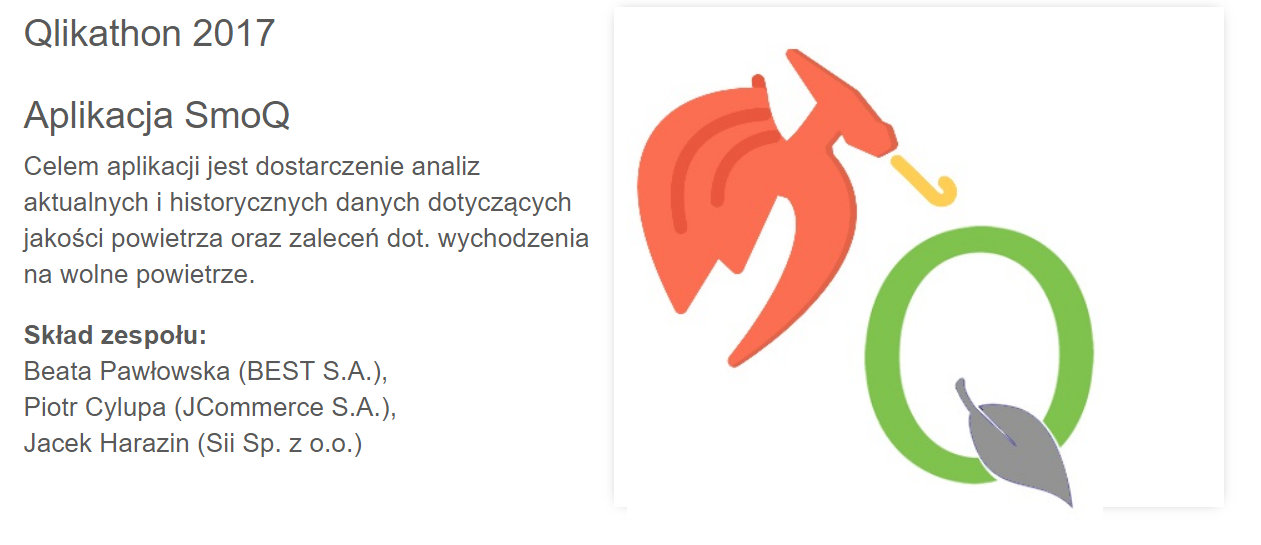 Qlikathon 2017
Aplikacja SmoQ
Celem aplikacji jest dostarczenie analiz
aktualnych i historycznych danych dotyczących
jakości powietrza oraz zaleceń dot. wychodzenia
na wolne powietrze.
Skład zespołu:
Beata Pawłowska (BEST S.A.),
Piotr Cylupa (JCommerce S.A.),
Jacek Harazin (Sii Sp. z o.o.)
Q